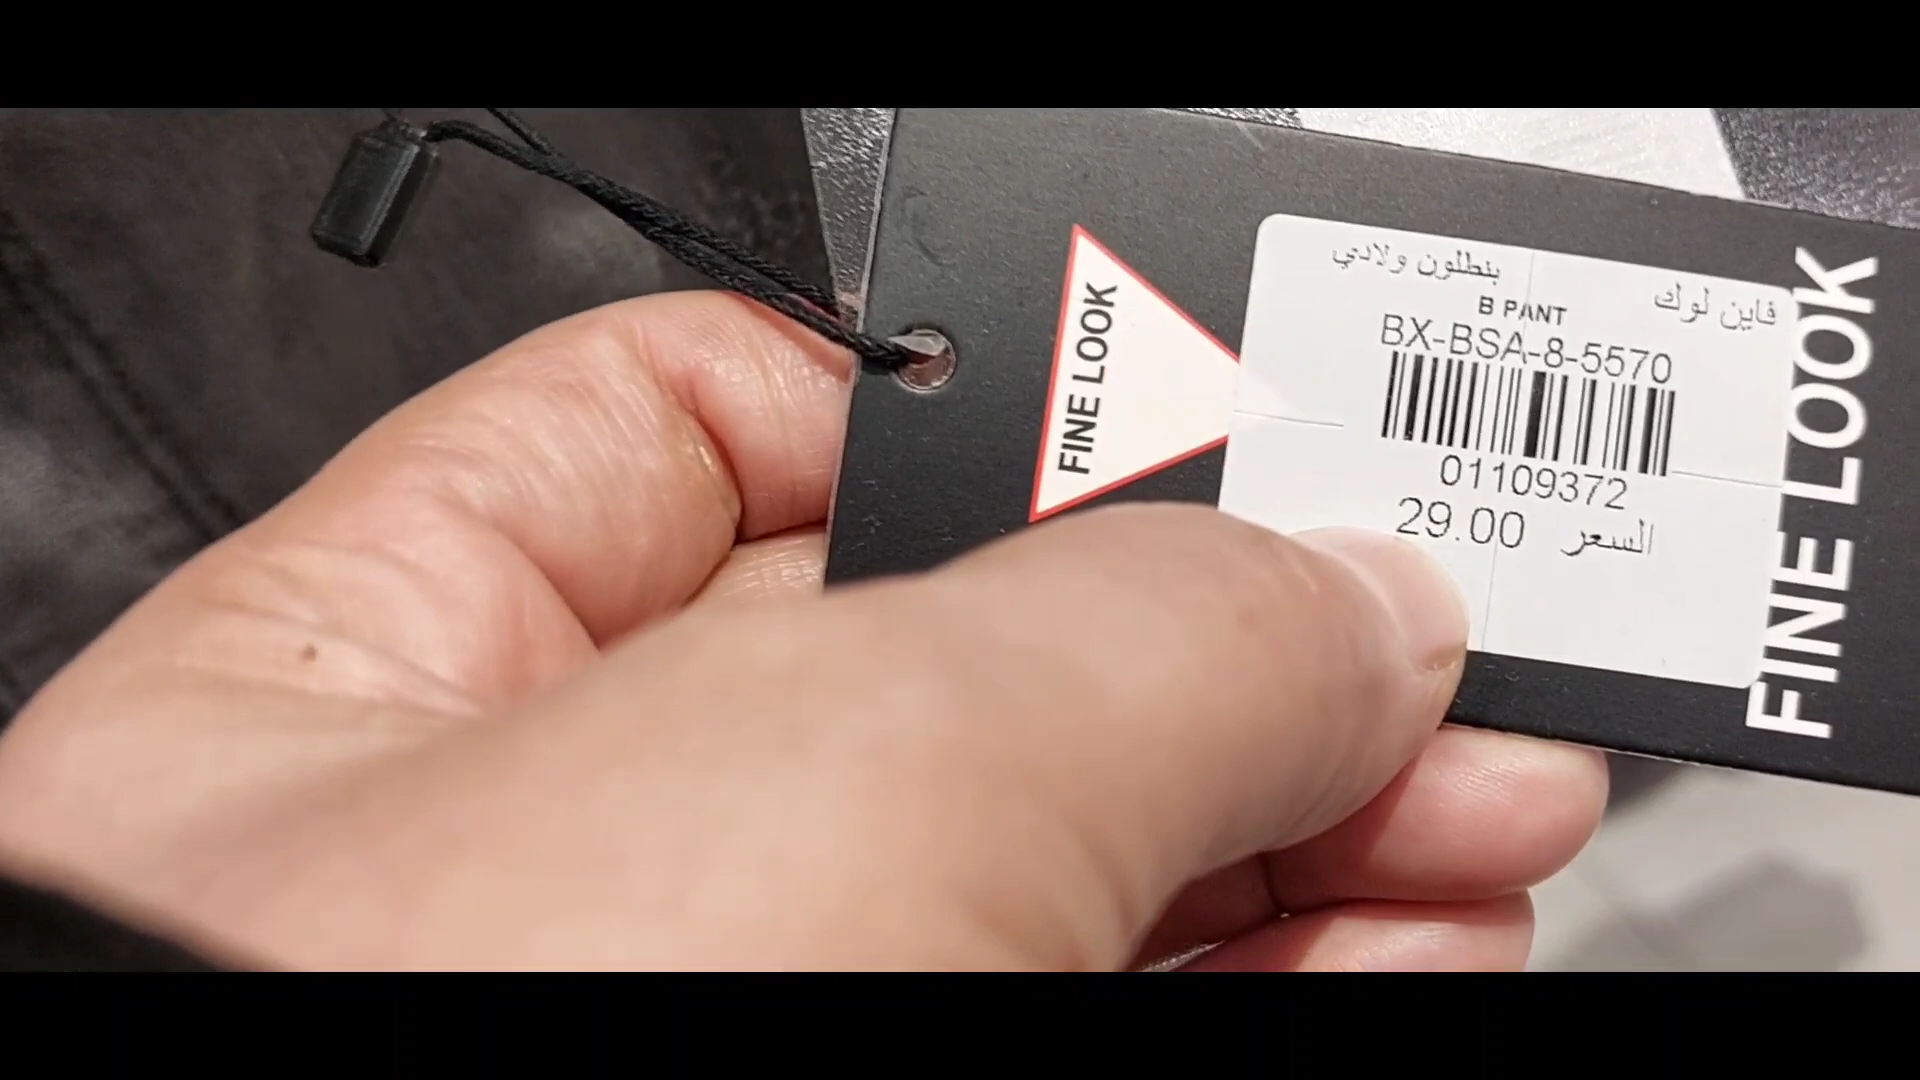 FINE LOOK
بنطلون ولادي
فاين لوك
B PANT
BX-BSA-8-5570
01109372
السعر 29.00
FINE LOOK